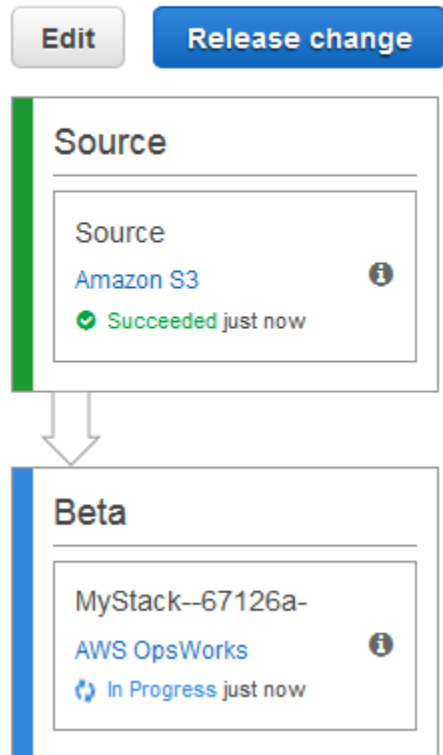 Edit
Release change
Source
Source
Amazon S3
Succeeded just now
Beta
MyStack--67126a-
AWS OpsWorks
In Progress just now